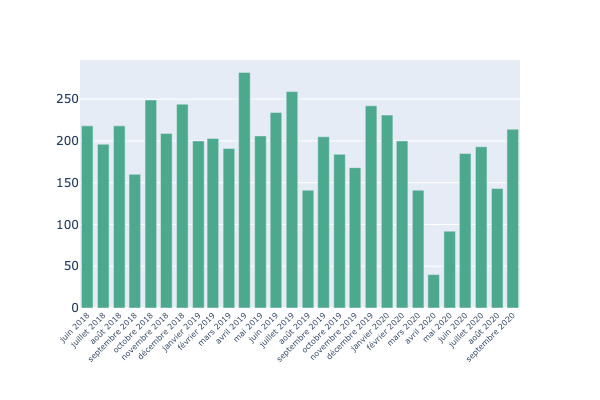 250
200
150
100
50
0
juin 2018
juillet 2018
août 2018
septembre 2018
octobre 2018
novembre 2018
décembre 2018
janvier 2019
février 2019
mars 2019
avril 2019
mai 2019
juin 2019
juillet 2019
août 2019
septembre 2019
octobre 2019
novembre 2019
décembre 2019
janvier 2020
février 2020
mars 2020
avril 2020
mai 2020
juin 2020
juillet 2020
août 2020
septembre 2020